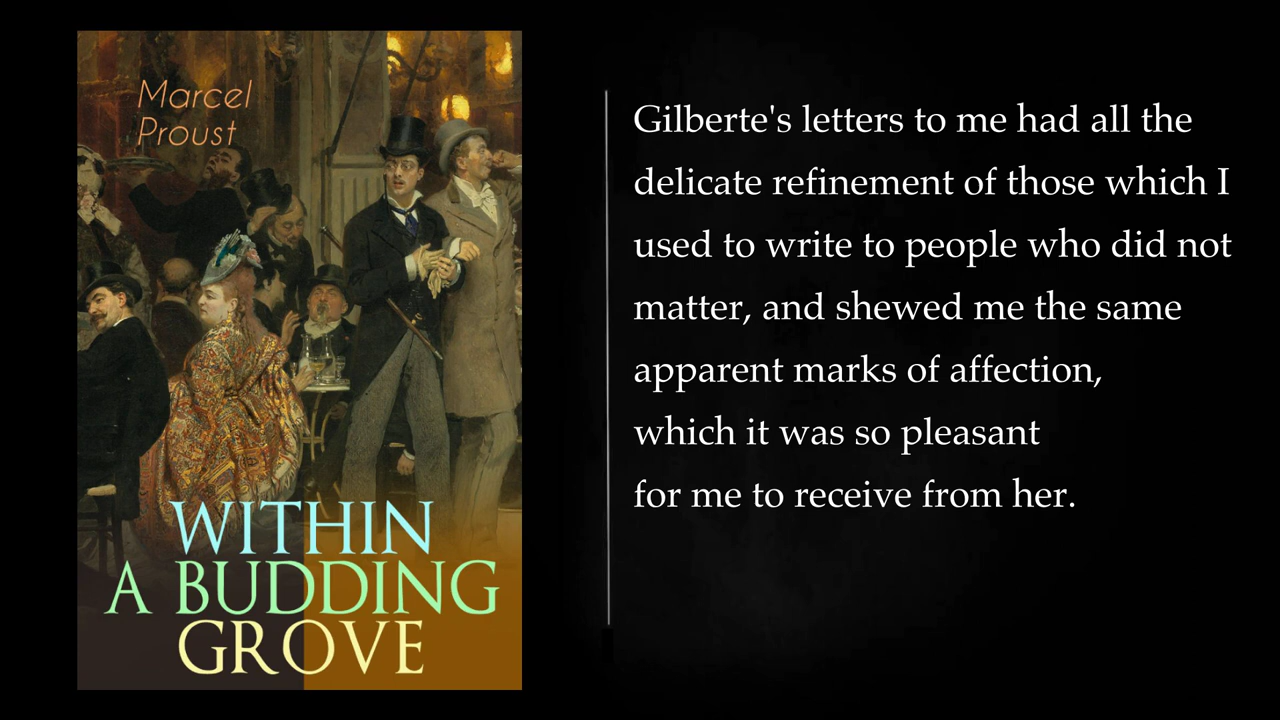 Marcel
Proust
WITHIN
A BUDDING
GROVE
Gilberte's letters to me had all the
delicate refinement of those which I
used to write to people who did not
matter, and shewed me the same
apparent marks of affection,
which it was so pleasant
for me to receive from her.